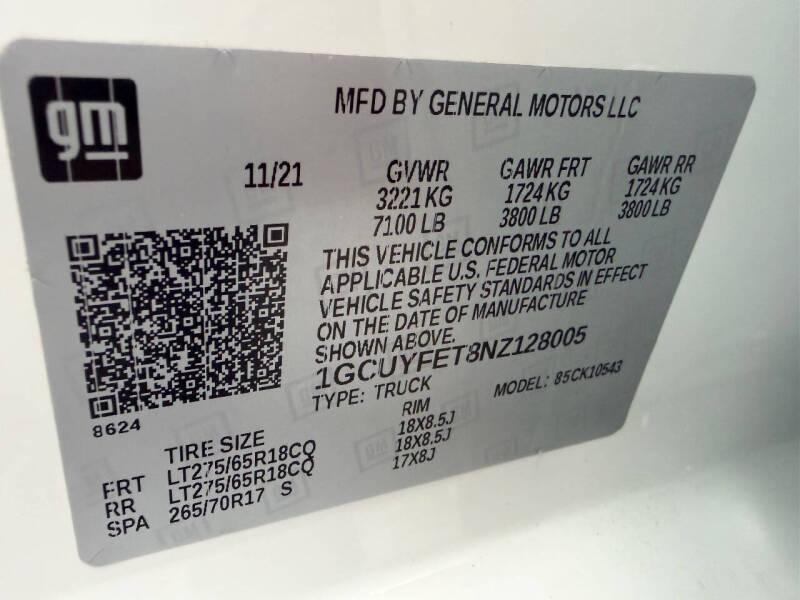 gm
MFD BY GENERAL MOTORS LLC
11/21
GVWR GAWR FRT GAWR RR
3221 KG 1724 KG 1724 KG
7100 LB 3800 LB 3800 LB
THIS VEHICLE CONFORMS TO ALL
APPLICABLE U.S. FEDERAL MOTOR
VEHICLE SAFETY STANDARDS IN EFFECT
ON THE DATE OF MANUFACTURE
SHOWN ABOVE.
1GCUYFET8NZ128005
TYPE: TRUCK MODEL: 85CK10543
8624
TIRE SIZE RIM
FRT LT275/65R18CQ 18X8.5J
RR LT275/65R18CQ 18X8.5J
SPA 265/70R17 S 17X8J